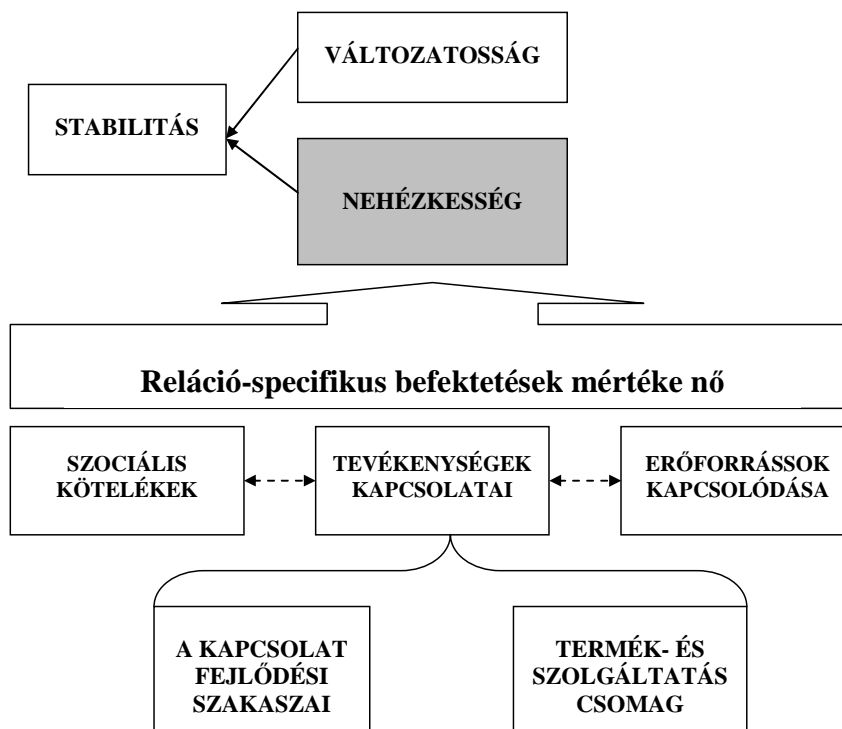 VÁLTOZATOSSÁG
STABILITÁS
NEHÉZKESSÉG
Reláció-specifikus befektetések mértéke nő
SZOCIÁLIS
KÖTELÉKEK
TEVÉKENYSÉGEK
KAPCSOLATAI
ERŐFORRÁSSOK
KAPCSOLÓDÁSA
A KAPCSOLAT
FEJLŐDÉSI
SZAKASZAI
TERMÉK- ÉS
SZOLGÁLTATÁS
CSOMAG